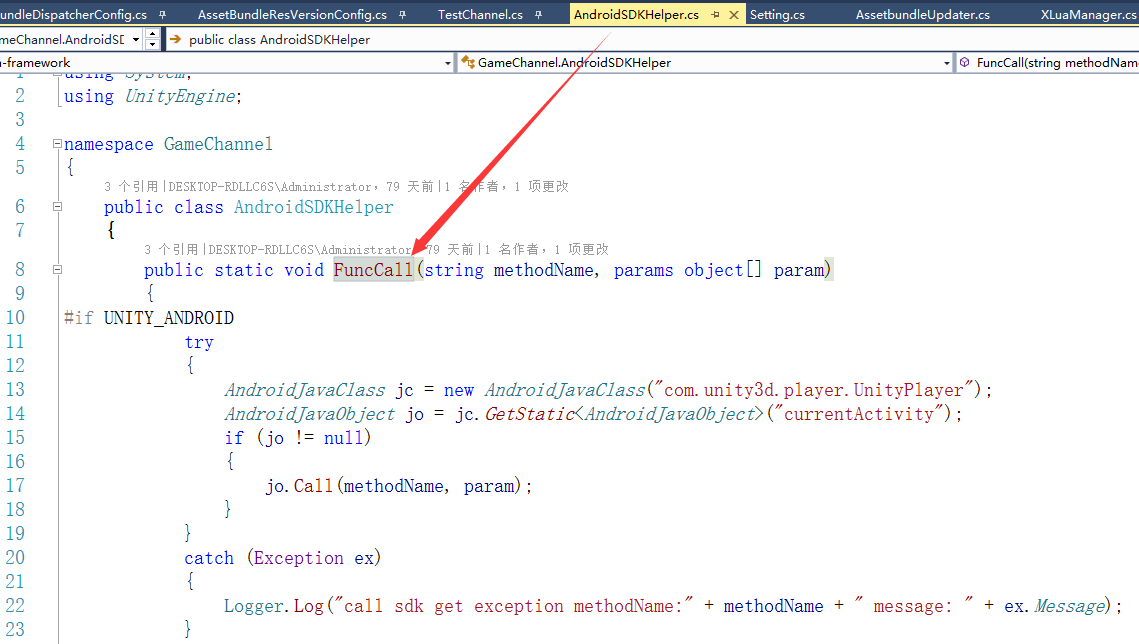 undleDispatcherConfig.cs AssetBundleResVersionConfig.cs TestChannel.cs AndroidSDKHelper.cs Setting.cs AssetbundleUpdater.cs XLuaManager.cs
meChannel.AndroidSD public class AndroidSDKHelper
-framework GameChannel.AndroidSDKHelper FuncCall(string methodName
1 using System;
2 using UnityEngine;
3
4 namespace GameChannel
5 {
3 个引用|DESKTOP-RDLLC6S\Administrator，79 天前|1 名作者，1 项更改
6 public class AndroidSDKHelper
7 {
3 个引用|DESKTOP-RDLLC6S\Administrator，79 天前|1 名作者，1 项更改
8 public static void FuncCall(string methodName, params object[] param)
9 {
10 #if UNITY_ANDROID
11 try
12 {
13 AndroidJavaClass jc = new AndroidJavaClass("com.unity3d.player.UnityPlayer");
14 AndroidJavaObject jo = jc.GetStatic<AndroidJavaObject>("currentActivity");
15 if (jo != null)
16 {
17 jo.Call(methodName, param);
18 }
19 }
20 catch (Exception ex)
21 {
22 Logger.Log("call sdk get exception methodName:" + methodName + " message: " + ex.Message);
23 }